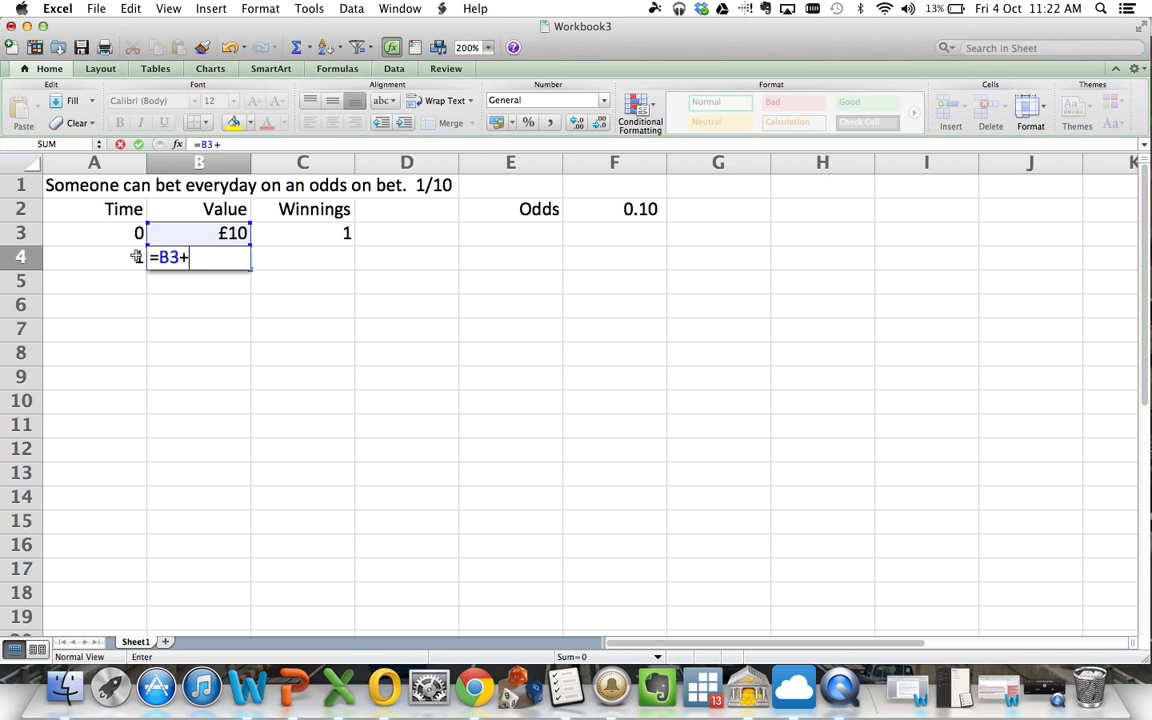 Excel File Edit View Insert Format Tools Data Window Help 13% Fri 4 Oct 11:22 AM
Workbook3
200% Search in Sheet
Home Layout Tables Charts SmartArt Formulas Data Review
Edit Font Alignment Number Format Cells Themes
Fill Calibri (Body) 12 abc Wrap Text General Normal Bad Good
Paste Clear B I U Merge % Conditional Formatting Neutral Calculation Check Cell Insert Delete Format Themes Aa
SUM fx =B3+
A B C D E F G H I J K
1 Someone can bet everyday on an odds on bet. 1/10
2 Time Value Winnings Odds 0.10
3 0 £10 1
4 1 =B3+
5
6
7
8
9
10
11
12
13
14
15
16
17
18
19
Sheet1
Normal View Enter Sum=0
13